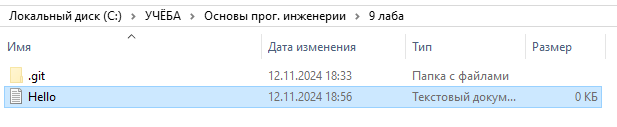 Локальный диск (C:) > УЧЁБА > Основы прог. инженерии > 9 лаба
Имя Дата изменения Тип Размер
.git 12.11.2024 18:33 Папка с файлами
Hello 12.11.2024 18:56 Текстовый докум... 0 КБ